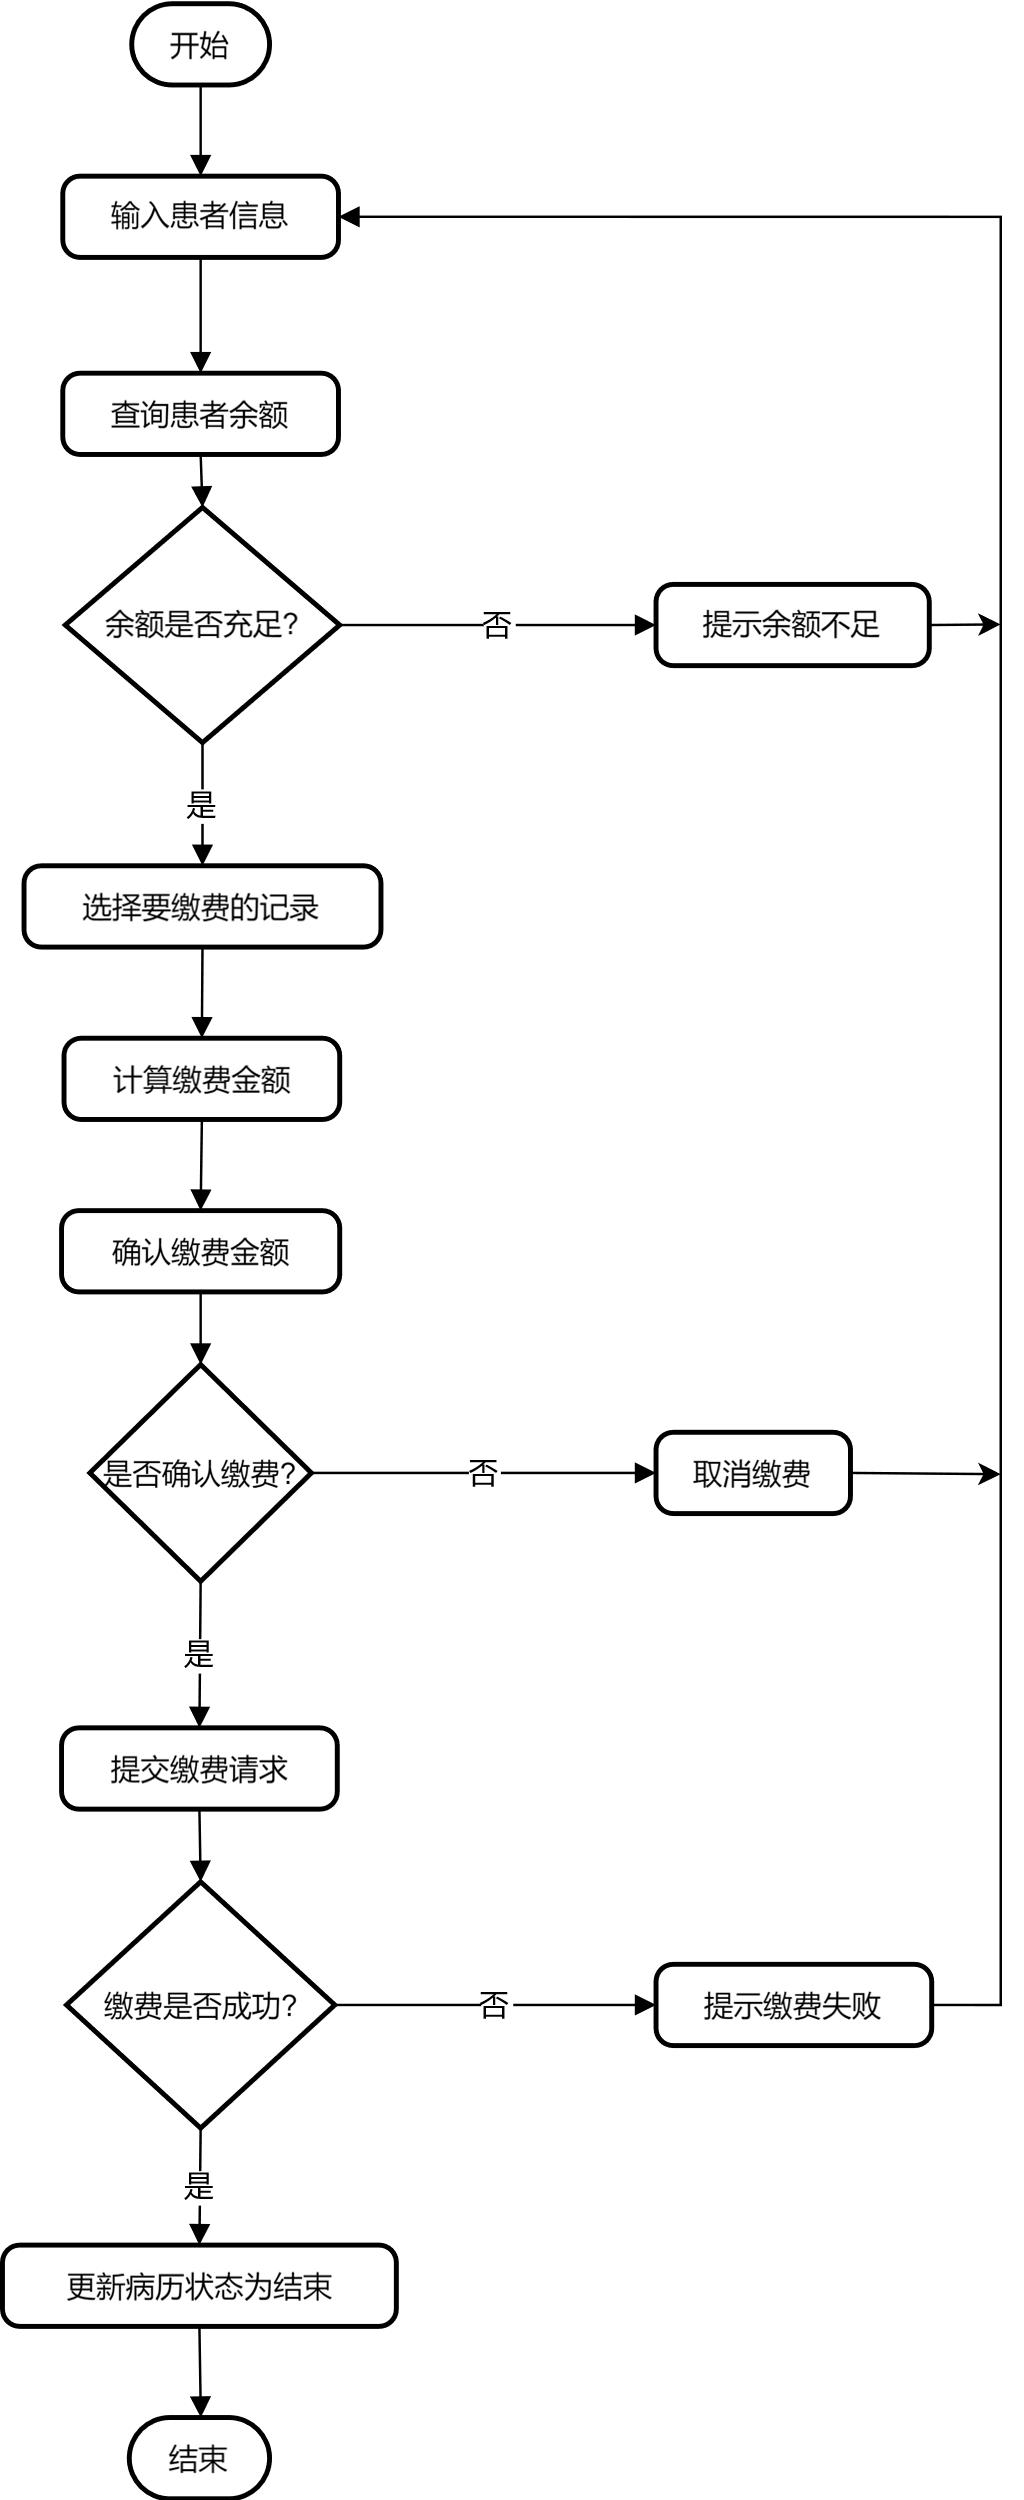 开始
输入患者信息
查询患者余额
余额是否充足?
否
提示余额不足
是
选择要缴费的记录
计算缴费金额
确认缴费金额
是否确认缴费?
否
取消缴费
是
提交缴费请求
缴费是否成功?
否
提示缴费失败
是
更新病历状态为结束
结束